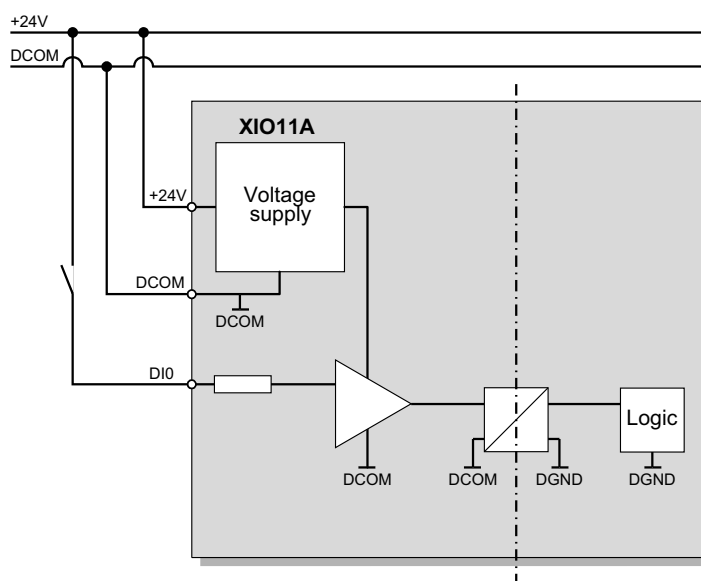 +24V
DCOM
XIO11A
+24V
Voltage
supply
DCOM
DCOM
DI0
Logic
DCOM
DCOM
DGND
DGND